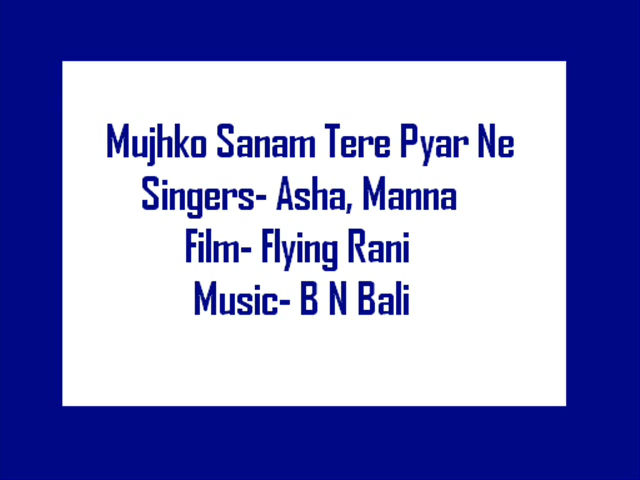 Mujhko Sanam Tere Pyar Ne
Singers- Asha, Manna
Film- Flying Rani
Music- B N Bali